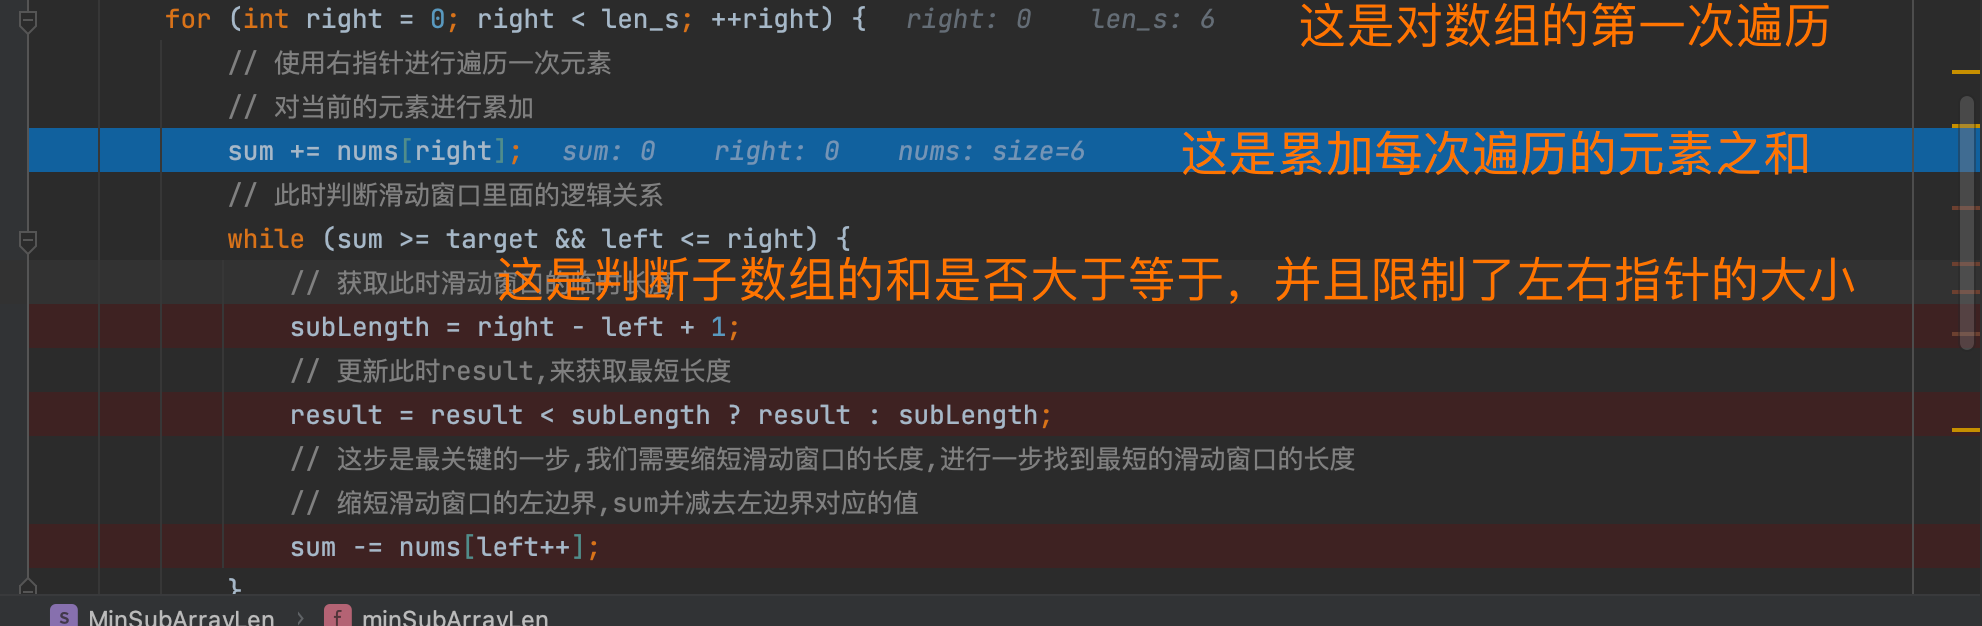 for (int right = 0; right < len_s; ++right) { right: 0 len_s: 6 这是对数组的第一次遍历
// 使用右指针进行遍历一次元素
// 对当前的元素进行累加
sum += nums[right]; sum: 0 right: 0 nums: size=6 这是累加每次遍历的元素之和
// 此时判断滑动窗口里面的逻辑关系
while (sum >= target && left <= right) {
// 获取此时滑动窗口的临时长度
这是判断子数组的和是否大于等于，并且限制了左右指针的大小
subLength = right - left + 1;
// 更新此时result,来获取最短长度
result = result < subLength ? result : subLength;
// 这步是最关键的一步,我们需要缩短滑动窗口的长度,进行一步找到最短的滑动窗口的长度
// 缩短滑动窗口的左边界,sum并减去左边界对应的值
sum -= nums[left++];
}
S MinSubArrayLen › f minSubArrayLen